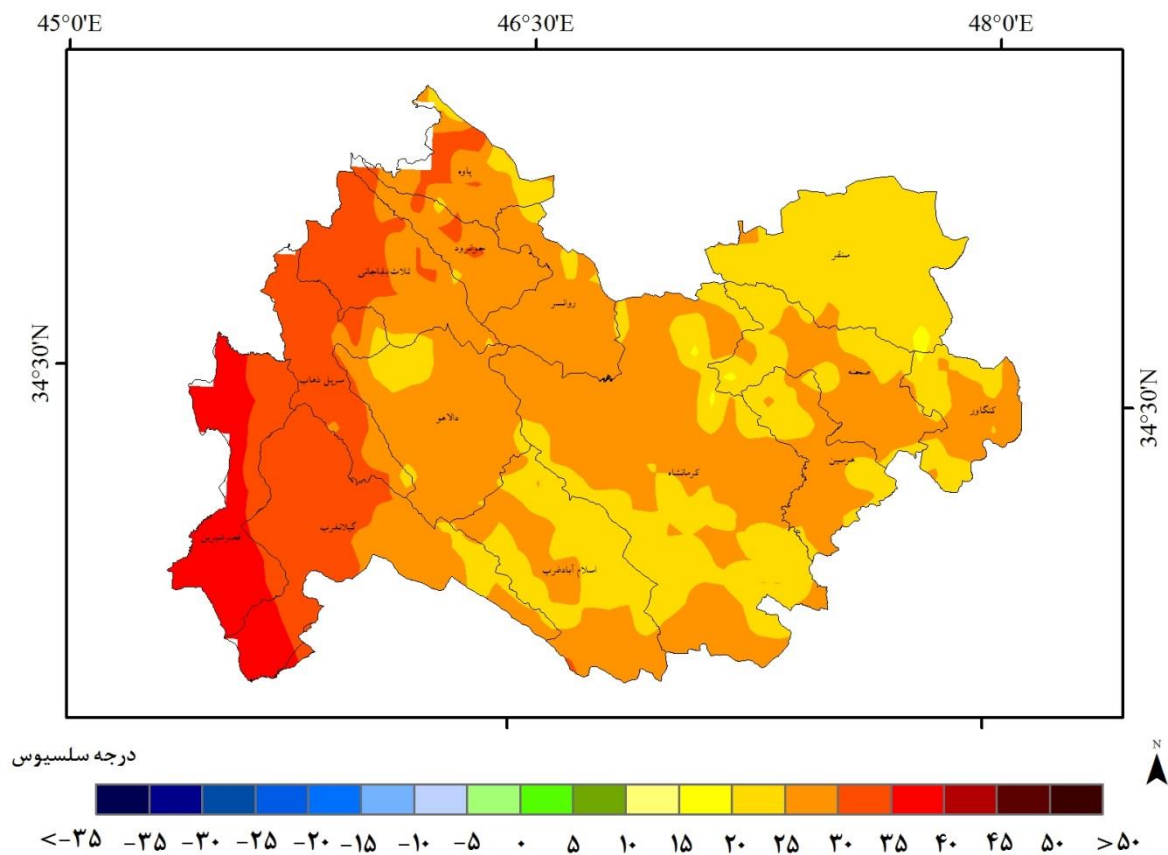 45°0'E 46°30'E 48°0'E
34°30'N
34°30'N
پاوه
جوانرود
ثلاث باباجانی
روانسر
سنقر
صحنه
کنگاور
سرپل ذهاب
دالاهو
کرمانشاه
هرسین
گیلانغرب
قصرشیرین
اسلام آبادغرب
درجه سلسیوس
N
<-۳۵ -۳۵ -۳۰ -۲۵ -۲۰ -۱۵ -۱۰ -۵ ۰ ۵ ۱۰ ۱۵ ۲۰ ۲۵ ۳۰ ۳۵ ۴۰ ۴۵ ۵۰ >۵۰